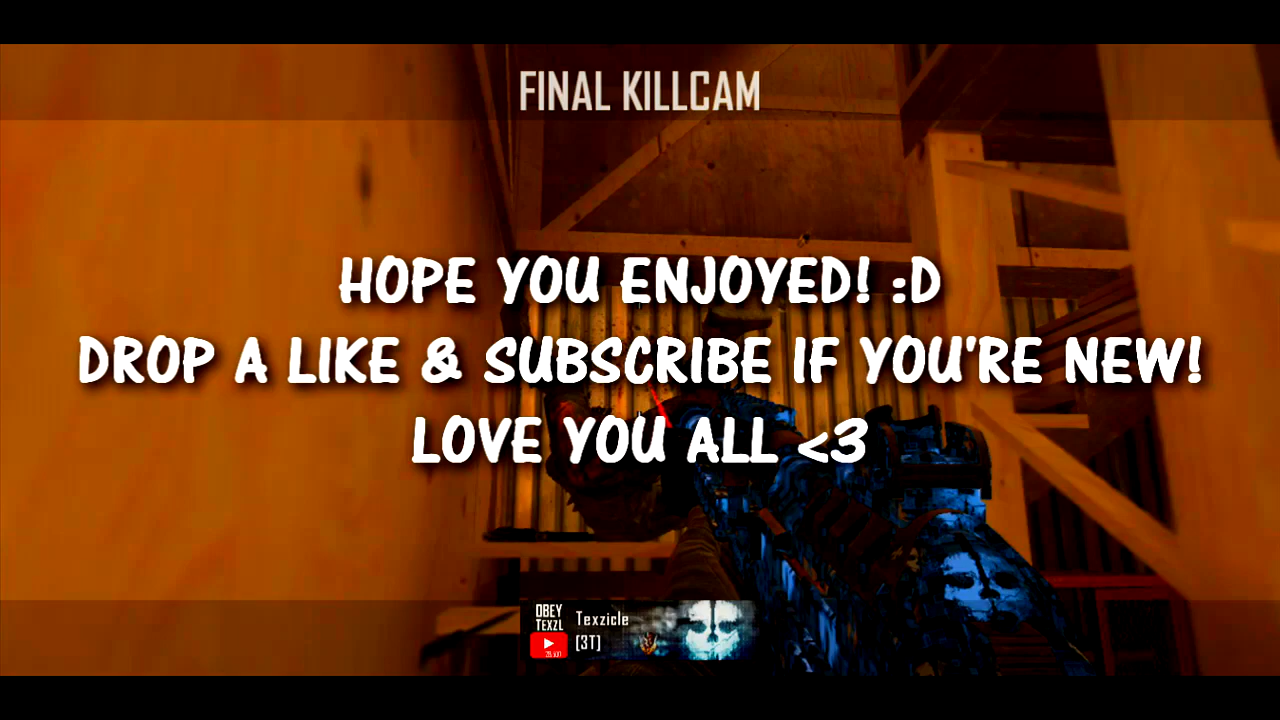 FINAL KILLCAM
HOPE YOU ENJOYED! :D
DROP A LIKE & SUBSCRIBE IF YOU'RE NEW!
LOVE YOU ALL <3
OBEY
TEXZL
Texzicle
[3T]